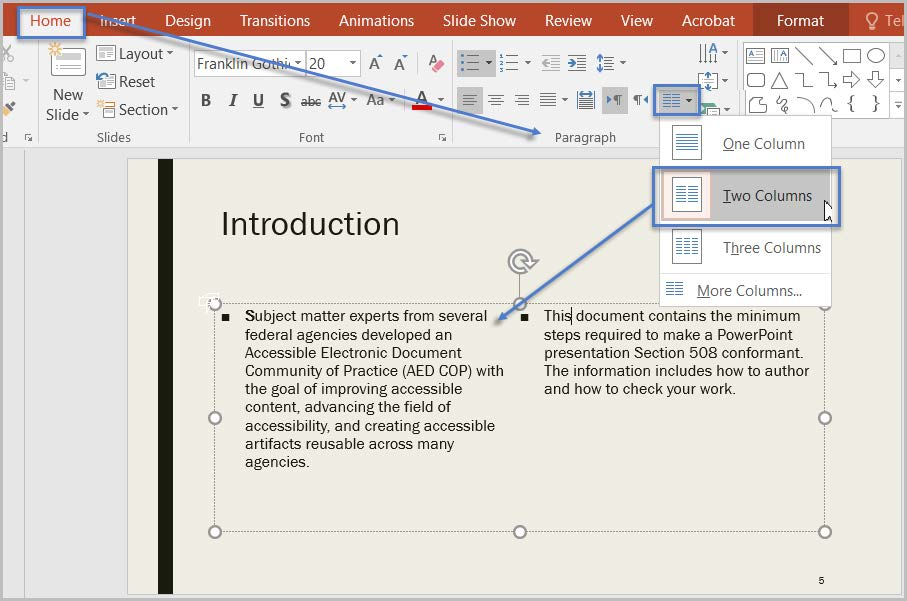 Home Insert Design Transitions Animations Slide Show Review View Acrobat Format Tel
Layout
Reset
New Slide
Section
Slides
Franklin Gothi 20 A A
B I U S abc AV Aa A
Font
Paragraph
One Column
Two Columns
Three Columns
More Columns...
Introduction
Subject matter experts from several
federal agencies developed an
Accessible Electronic Document
Community of Practice (AED COP) with
the goal of improving accessible
content, advancing the field of
accessibility, and creating accessible
artifacts reusable across many
agencies.
This document contains the minimum
steps required to make a PowerPoint
presentation Section 508 conformant.
The information includes how to author
and how to check your work.
5